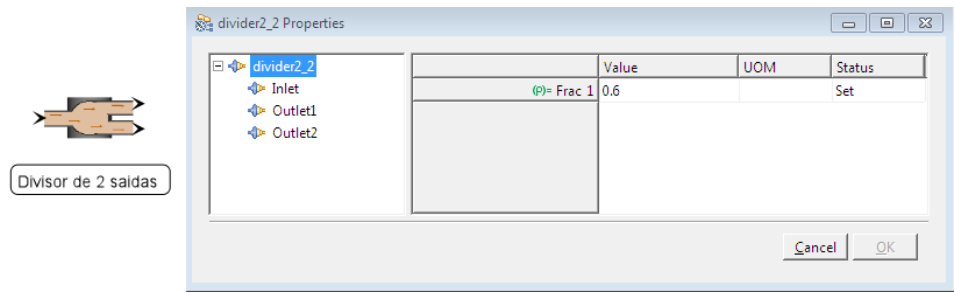 divider2_2 Properties
divider2_2
Inlet
Outlet1
Outlet2
Value UOM Status
(P)= Frac 1 0.6 Set
Divisor de 2 saidas
Cancel OK